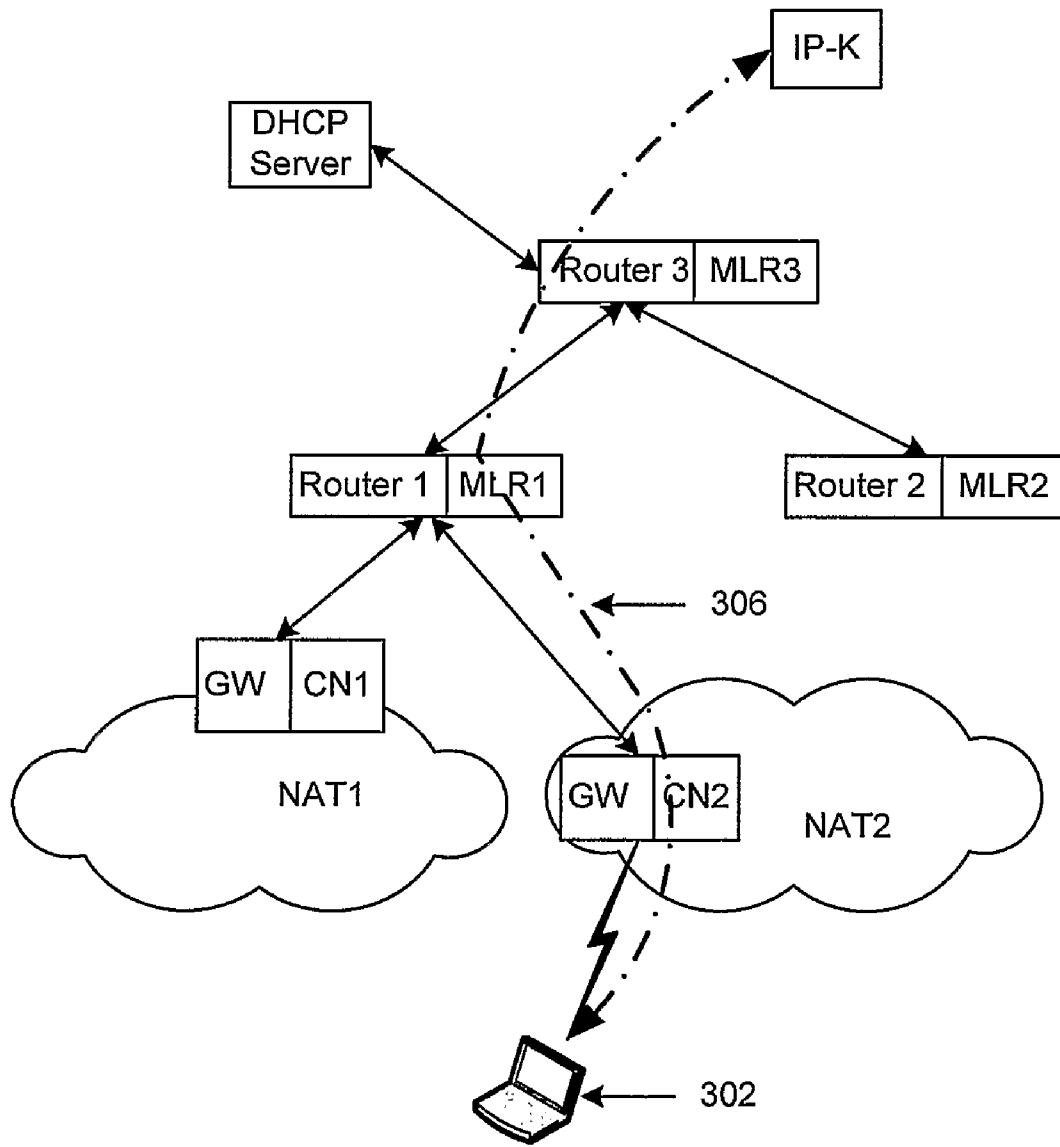 IP-K
DHCP
Server
Router 3
MLR3
Router 1
MLR1
Router 2
MLR2
306
GW
CN1
NAT1
GW
CN2
NAT2
302